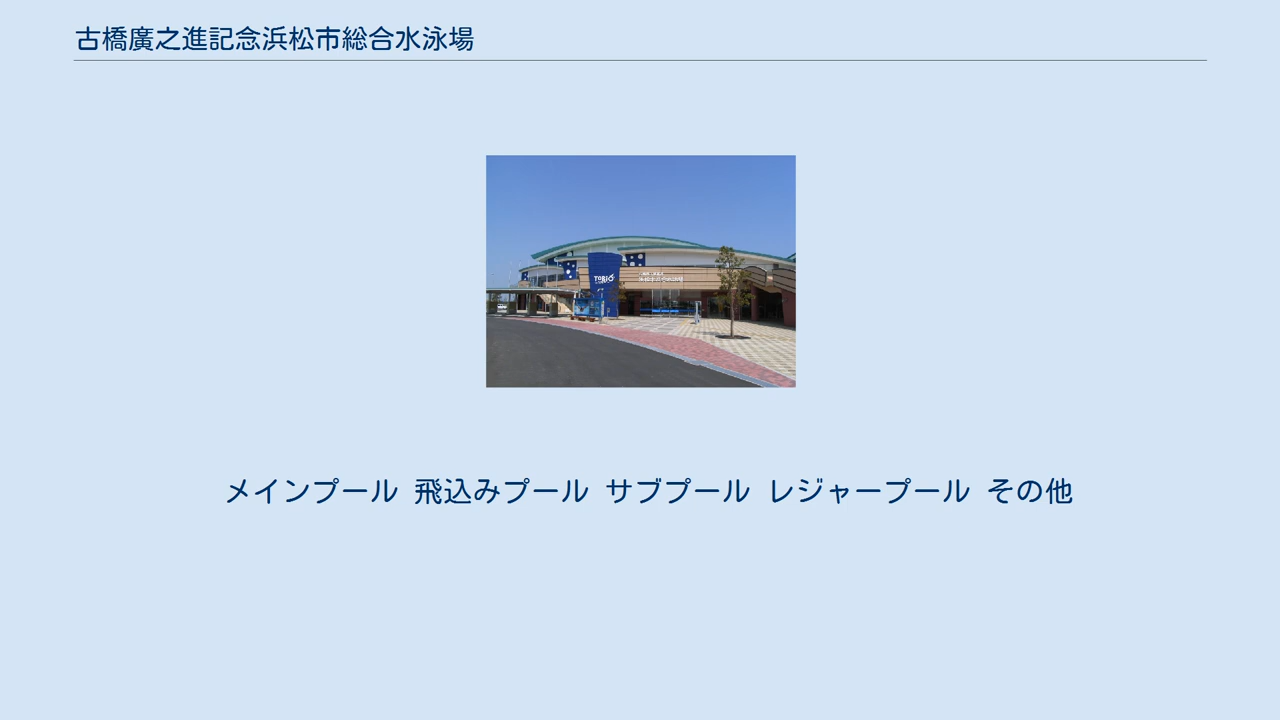 古橋廣之進記念浜松市総合水泳場
TOBiO
メインプール 飛込みプール サブプール レジャープール その他